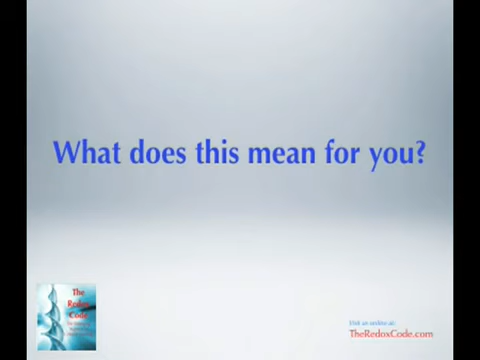 What does this mean for you?
The
Redox
Code
Visit us online at:
TheRedoxCode.com